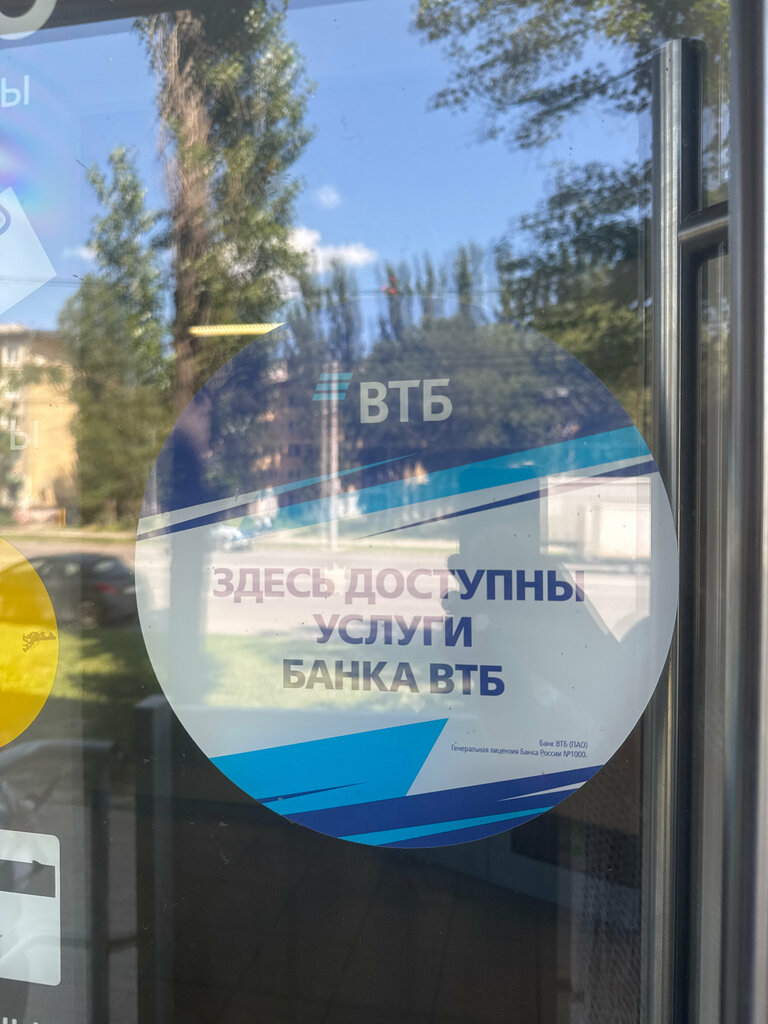 ВТБ
ЗДЕСЬ ДОСТУПНЫ
УСЛУГИ
БАНКА ВТБ
Банк ВТБ (ПАО)
Генеральная лицензия Банка России №1000.